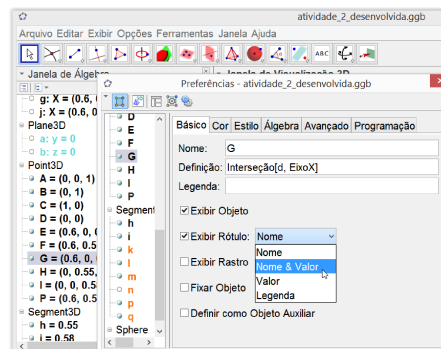 atividade_2_desenvolvida.ggb
Arquivo Editar Exibir Opções Ferramentas Janela Ajuda
ABC
Janela de Álgebra
Janela de Visualização 3D
g: X = (0.6,
j: X = (0.6, 0
Plane3D
a: y = 0
b: z = 0
Point3D
A = (0, 0, 1)
B = (0, 1)
C = (1, 0)
D = (0, 0)
E = (0.6, 0,
F = (0.6, 0.5
G = (0.6, 0,
H = (0, 0.55,
I = (0, 0, 0.5
P = (0.6, 0.5
Segment3D
h = 0.55
i = 0.58
Preferências - atividade_2_desenvolvida.ggb
D
E
F
G
H
I
P
Segment
h
i
k
l
m
n
p
q
Sphere
Básico Cor Estilo Álgebra Avançado Programação
Nome: G
Definição: Interseção[d, EixoX]
Legenda:
Exibir Objeto
Exibir Rótulo: Nome
Nome
Nome & Valor
Valor
Legenda
Exibir Rastro
Fixar Objeto
Definir como Objeto Auxiliar